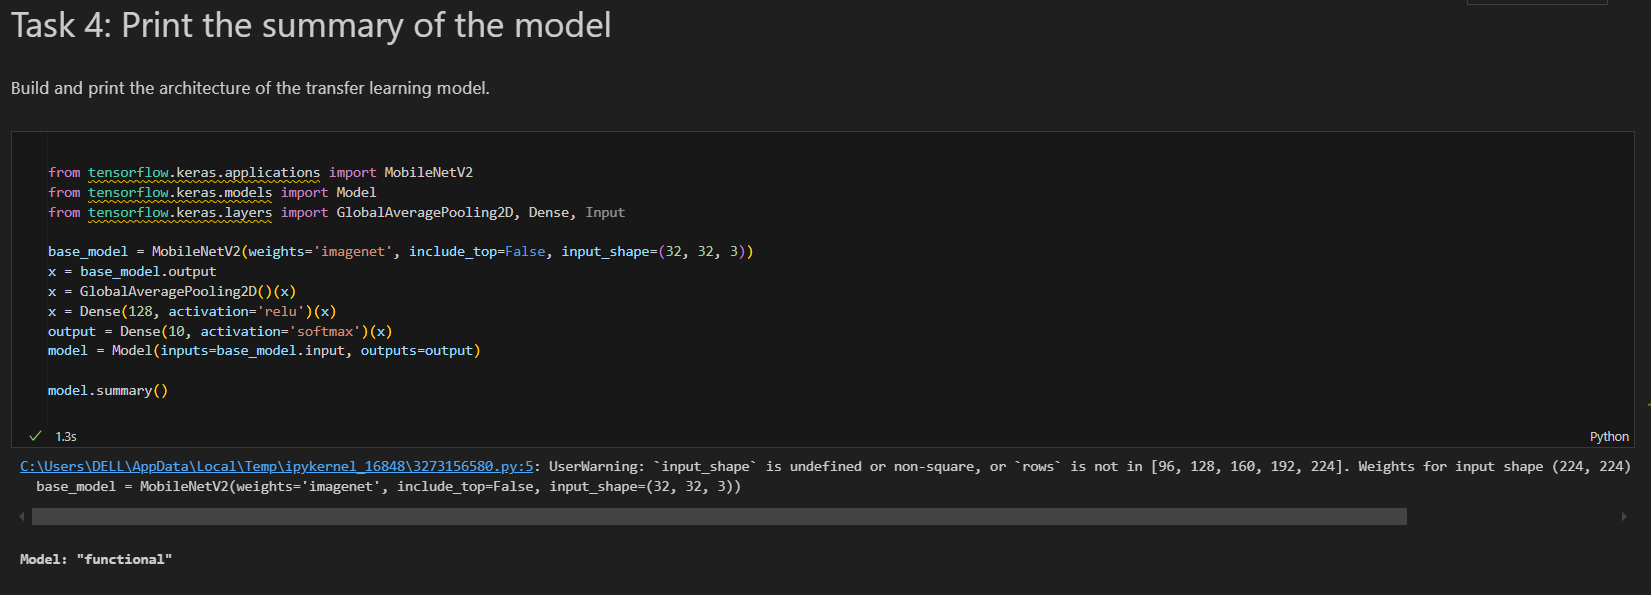 Task 4: Print the summary of the model
Build and print the architecture of the transfer learning model.
from tensorflow.keras.applications import MobileNetV2
from tensorflow.keras.models import Model
from tensorflow.keras.layers import GlobalAveragePooling2D, Dense, Input
base_model = MobileNetV2(weights='imagenet', include_top=False, input_shape=(32, 32, 3))
x = base_model.output
x = GlobalAveragePooling2D()(x)
x = Dense(128, activation='relu')(x)
output = Dense(10, activation='softmax')(x)
model = Model(inputs=base_model.input, outputs=output)
model.summary()
1.3s
Python
C:\Users\DELL\AppData\Local\Temp\ipykernel_16848\3273156580.py:5: UserWarning: `input_shape` is undefined or non-square, or `rows` is not in [96, 128, 160, 192, 224]. Weights for input shape (224, 224)
base_model = MobileNetV2(weights='imagenet', include_top=False, input_shape=(32, 32, 3))
Model: "functional"